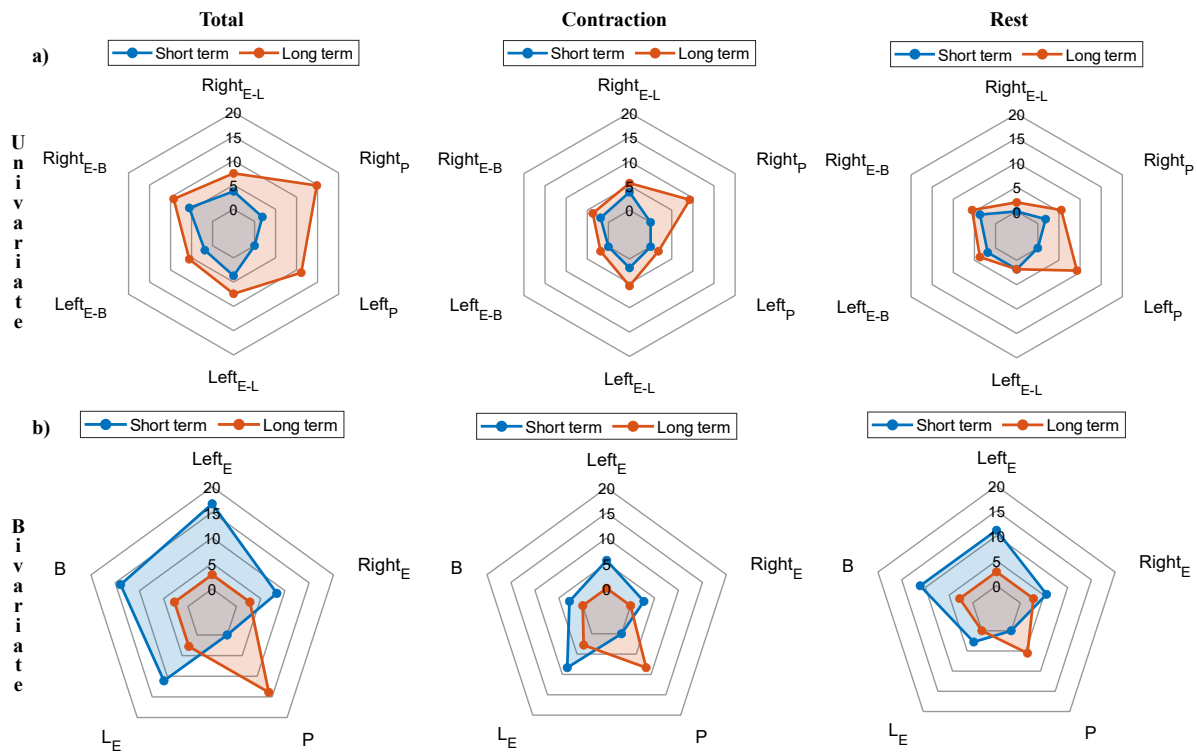 Total Contraction Rest
a) Short term Long term Short term Long term Short term Long term
Univariate
Right_E-L
20
15
10
5
0
Right_P
Left_P
Left_E-L
Left_E-B
Right_E-B
Right_E-L
20
15
10
5
0
Right_P
Left_P
Left_E-L
Left_E-B
Right_E-B
Right_E-L
20
15
10
5
0
Right_P
Left_P
Left_E-L
Left_E-B
Right_E-B
b) Short term Long term Short term Long term Short term Long term
Bivariate
Left_E
20
15
10
5
0
Right_E
P
L_E
B
Left_E
20
15
10
5
0
Right_E
P
L_E
B
Left_E
20
15
10
5
0
Right_E
P
L_E
B